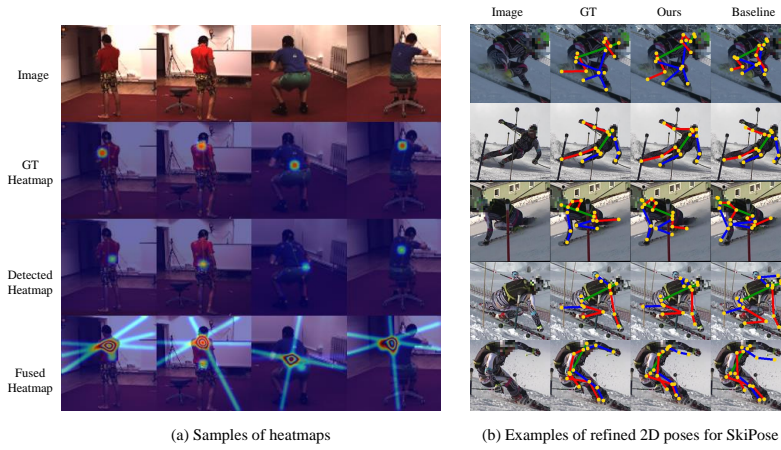 Image GT Ours Baseline
Image
GT
Heatmap
Detected
Heatmap
Fused
Heatmap
(a) Samples of heatmaps
(b) Examples of refined 2D poses for SkiPose